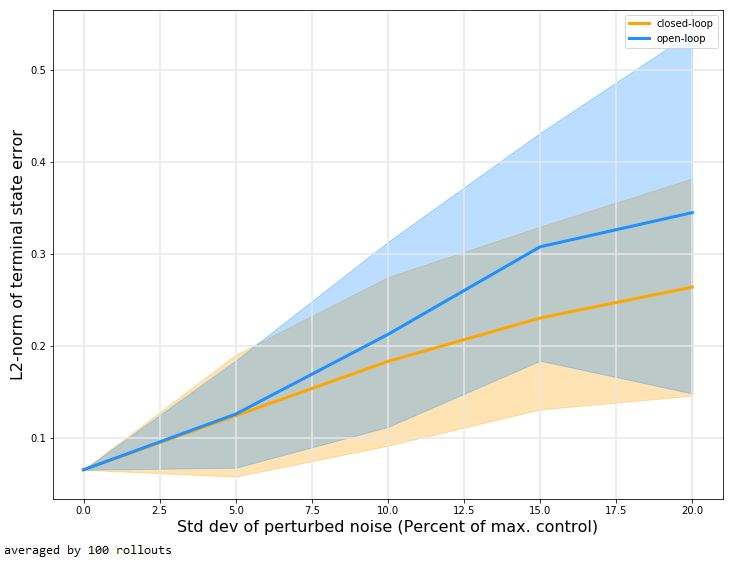 closed-loop
open-loop
0.5
0.4
0.3
0.2
0.1
L2-norm of terminal state error
0.0 2.5 5.0 7.5 10.0 12.5 15.0 17.5 20.0
Std dev of perturbed noise (Percent of max. control)
averaged by 100 rollouts